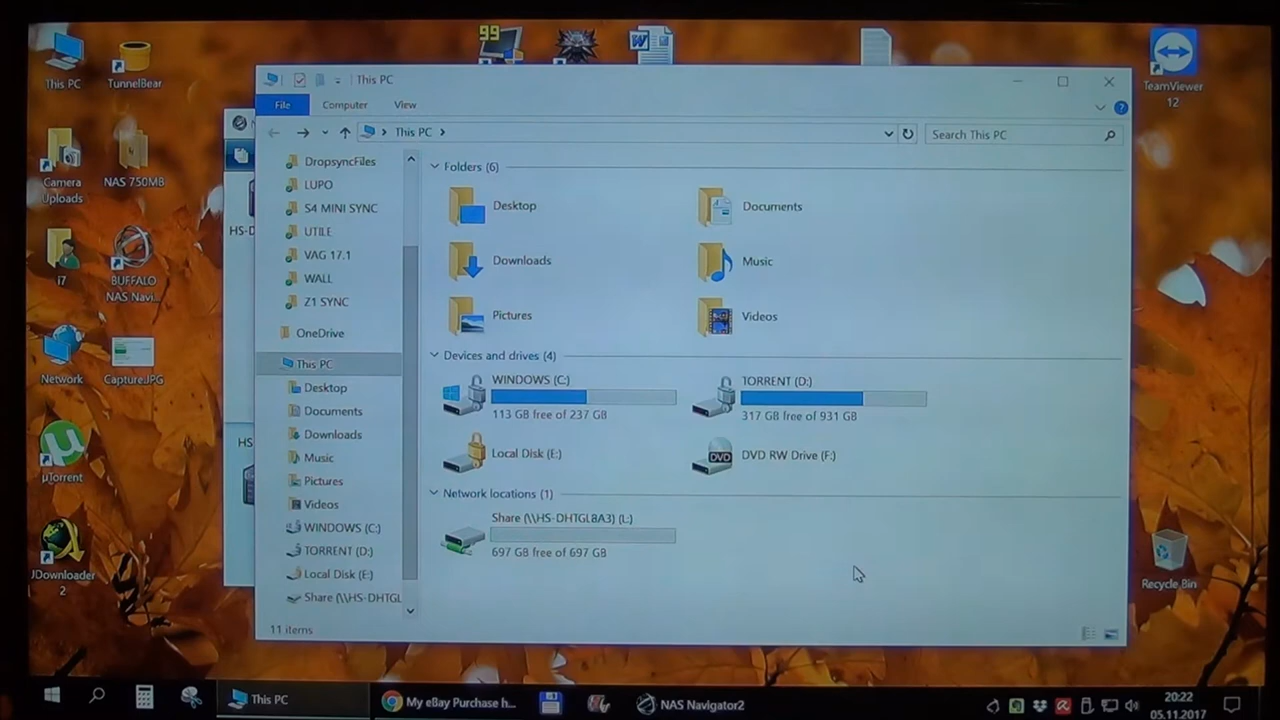 This PC
TunnelBear
Camera
Uploads
NAS 750MB
i7
BUFFALO
NAS Navi...
Network
Capture.JPG
µTorrent
JDownloader
2
99
W
TeamViewer
12
Recycle Bin
HS-D
HS
This PC
File
Computer
View
?
This PC
Search This PC
DropsyncFiles
LUPO
S4 MINI SYNC
UTILE
VAG 17.1
WALL
Z1 SYNC
OneDrive
This PC
Desktop
Documents
Downloads
Music
Pictures
Videos
WINDOWS (C:)
TORRENT (D:)
Local Disk (E:)
Share (\\HS-DHTGL
Folders (6)
Desktop
Documents
Downloads
Music
Pictures
Videos
Devices and drives (4)
WINDOWS (C:)
113 GB free of 237 GB
TORRENT (D:)
317 GB free of 931 GB
Local Disk (E:)
DVD
DVD RW Drive (F:)
Network locations (1)
Share (\\HS-DHTGL8A3) (L:)
697 GB free of 697 GB
11 items
This PC
My eBay Purchase h...
NAS Navigator2
20:22
05.11.2017